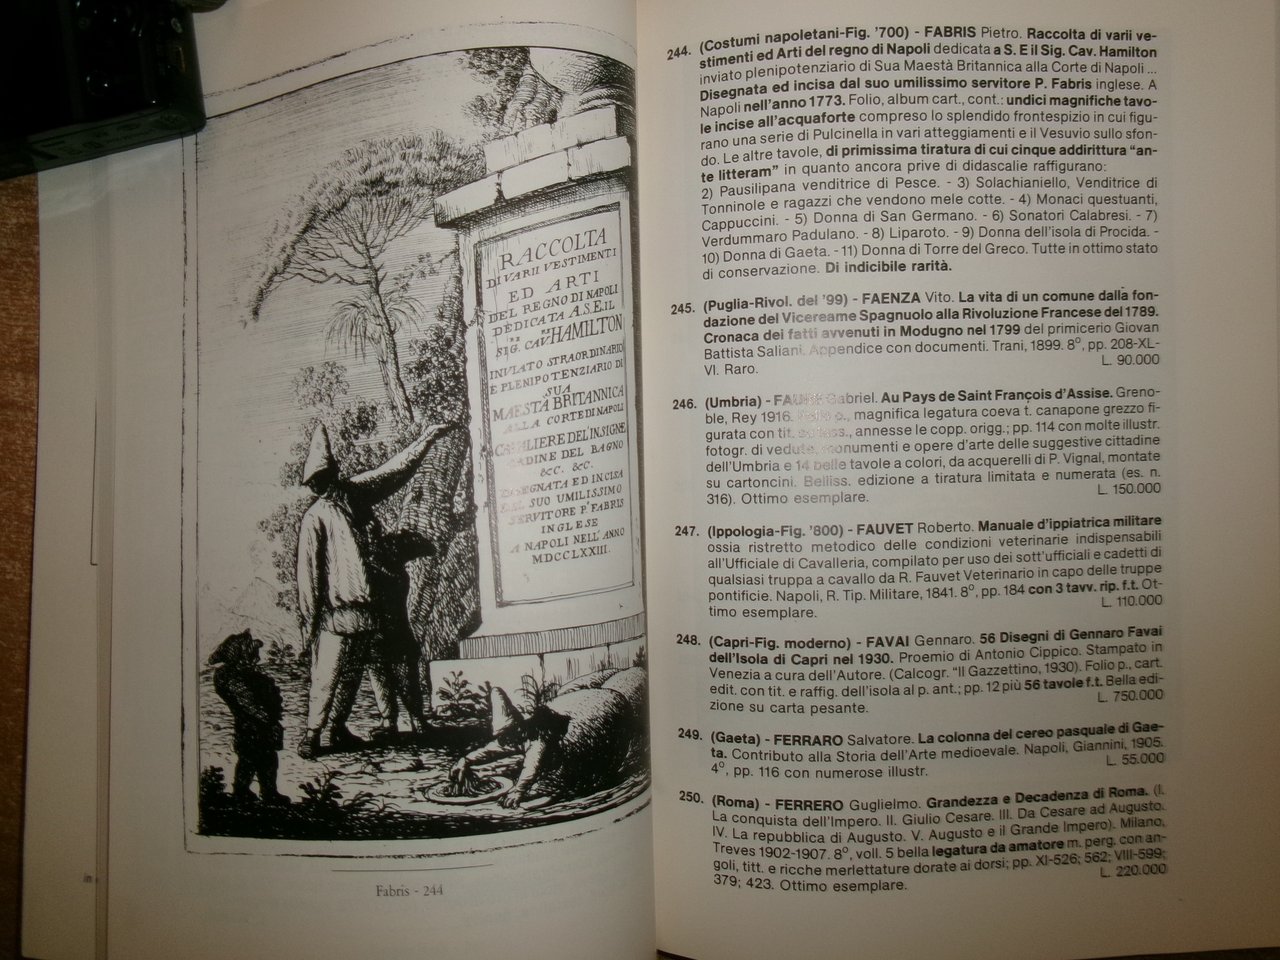 RACCOLTA
DI VARII VESTIMENTI
ED ARTI
DEL REGNO DI NAPOLI
DEDICATA A S. E IL
SIG. CAV.RE HAMILTON
INVIATO STRAORDINARIO
E PLENIPOTENZIARIO DI
SUA
MAESTÀ BRITANNICA
ALLA CORTE DI NAPOLI
CAVALIERE DEL'INSIGNE
ORDINE DEL BAGNO
&C. &C.
DISEGNATA ED INCISA
DAL SUO UMILISSIMO
SERVITORE P. FABRIS
INGLESE
A NAPOLI NELL'ANNO
MDCCLXXIII.
Fabris - 244
244. (Costumi napoletani-Fig. '700) - FABRIS Pietro. Raccolta di varii ve-
stimenti ed Arti del regno di Napoli dedicata a S. E il Sig. Cav. Hamilton
inviato plenipotenziario di Sua Maestà Britannica alla Corte di Napoli ...
Disegnata ed incisa dal suo umilissimo servitore P. Fabris inglese. A
Napoli nell'anno 1773. Folio, album cart., cont.: undici magnifiche tavo-
le incise all'acquaforte compreso lo splendido frontespizio in cui figu-
rano una serie di Pulcinella in vari atteggiamenti e il Vesuvio sullo sfon-
do. Le altre tavole, di primissima tiratura di cui cinque addirittura "an-
te litteram" in quanto ancora prive di didascalie raffigurano:
2) Pausilipana venditrice di Pesce. - 3) Solachianiello, Venditrice di
Tonninole e ragazzi che vendono mele cotte. - 4) Monaci questuanti,
Cappuccini. - 5) Donna di San Germano. - 6) Sonatori Calabresi. - 7)
Verdummaro Padulano. - 8) Liparoto. - 9) Donna dell'isola di Procida. -
10) Donna di Gaeta. - 11) Donna di Torre del Greco. Tutte in ottimo stato
di conservazione. Di indicibile rarità.
245. (Puglia-Rivol. del '99) - FAENZA Vito. La vita di un comune dalla fon-
dazione del Vicereame Spagnuolo alla Rivoluzione Francese del 1789.
Cronaca dei fatti avvenuti in Modugno nel 1799 del primicerio Giovan
Battista Saliani. Appendice con documenti. Trani, 1899. 8°, pp. 208-XL-
VI. Raro. L. 90.000
246. (Umbria) - Gabriel. Au Pays de Saint François d'Assise. Greno-
ble, Rey 1916. magnifica legatura coeva t. canapone grezzo fi-
gurata con tit. annesse le copp. origg.; pp. 114 con molte illustr.
fotogr. di vedute, monumenti e opere d'arte delle suggestive cittadine
dell'Umbria e 14 belle tavole a colori, da acquerelli di P. Vignal, montate
su cartoncini. Belliss. edizione a tiratura limitata e numerata (es. n.
316). Ottimo esemplare. L. 150.000
247. (Ippologia-Fig. '800) - FAUVET Roberto. Manuale d'ippiatrica militare
ossia ristretto metodico delle condizioni veterinarie indispensabili
all'Ufficiale di Cavalleria, compilato per uso dei sott'ufficiali e cadetti di
qualsiasi truppa a cavallo da R. Fauvet Veterinario in capo delle truppe
pontificie. Napoli, R. Tip. Militare, 1841. 8°, pp. 184 con 3 tavv. rip. f.t. Ot-
timo esemplare. L. 110.000
248. (Capri-Fig. moderno) - FAVAI Gennaro. 56 Disegni di Gennaro Favai
dell'Isola di Capri nel 1930. Proemio di Antonio Cippico. Stampato in
Venezia a cura dell'Autore. (Calcogr. "Il Gazzettino, 1930). Folio p., cart.
edit. con tit. e raffig. dell'isola al p. ant.; pp. 12 più 56 tavole f.t. Bella edi-
zione su carta pesante. L. 750.000
249. (Gaeta) - FERRARO Salvatore. La colonna del cereo pasquale di Gae-
ta. Contributo alla Storia dell'Arte medioevale. Napoli, Giannini, 1905.
4°, pp. 116 con numerose illustr. L. 55.000
250. (Roma) - FERRERO Guglielmo. Grandezza e Decadenza di Roma. (I.
La conquista dell'Impero. II. Giulio Cesare. III. Da Cesare ad Augusto.
IV. La repubblica di Augusto. V. Augusto e il Grande Impero). Milano,
Treves 1902-1907. 8°, voll. 5 bella legatura da amatore m. perg. con an-
goli, titt. e ricche merlettature dorate ai dorsi; pp. XI-526; 562; VIII-599;
379; 423. Ottimo esemplare. L. 220.000